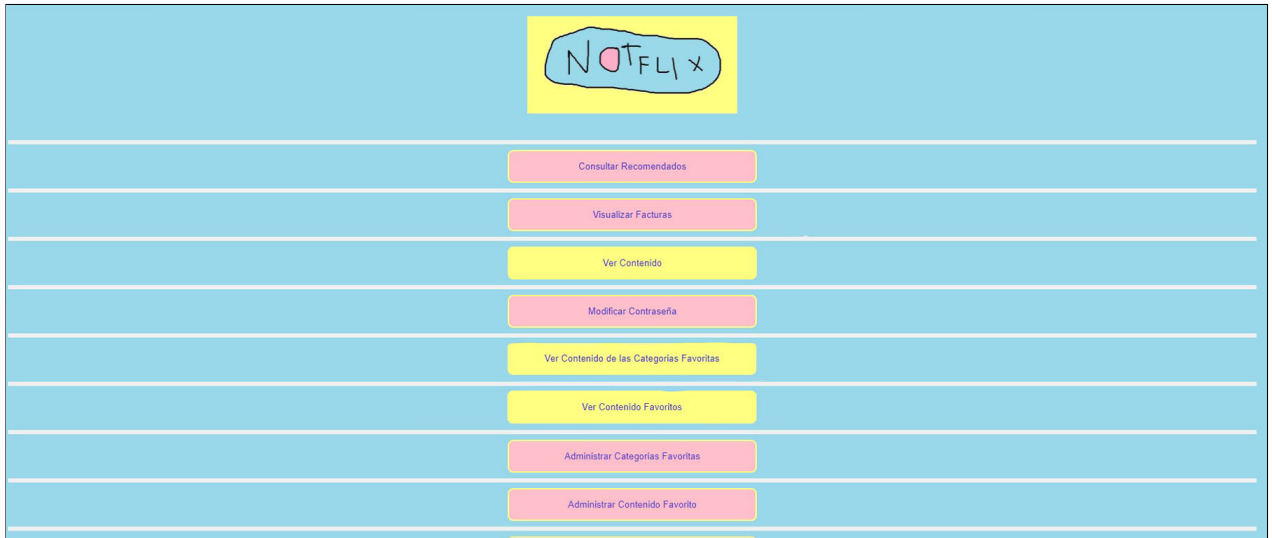 NOTFLIX
Consultar Recomendados
Visualizar Facturas
Ver Contenido
Modificar Contraseña
Ver Contenido de las Categorías Favoritas
Ver Contenido Favoritos
Administrar Categorías Favoritas
Administrar Contenido Favorito